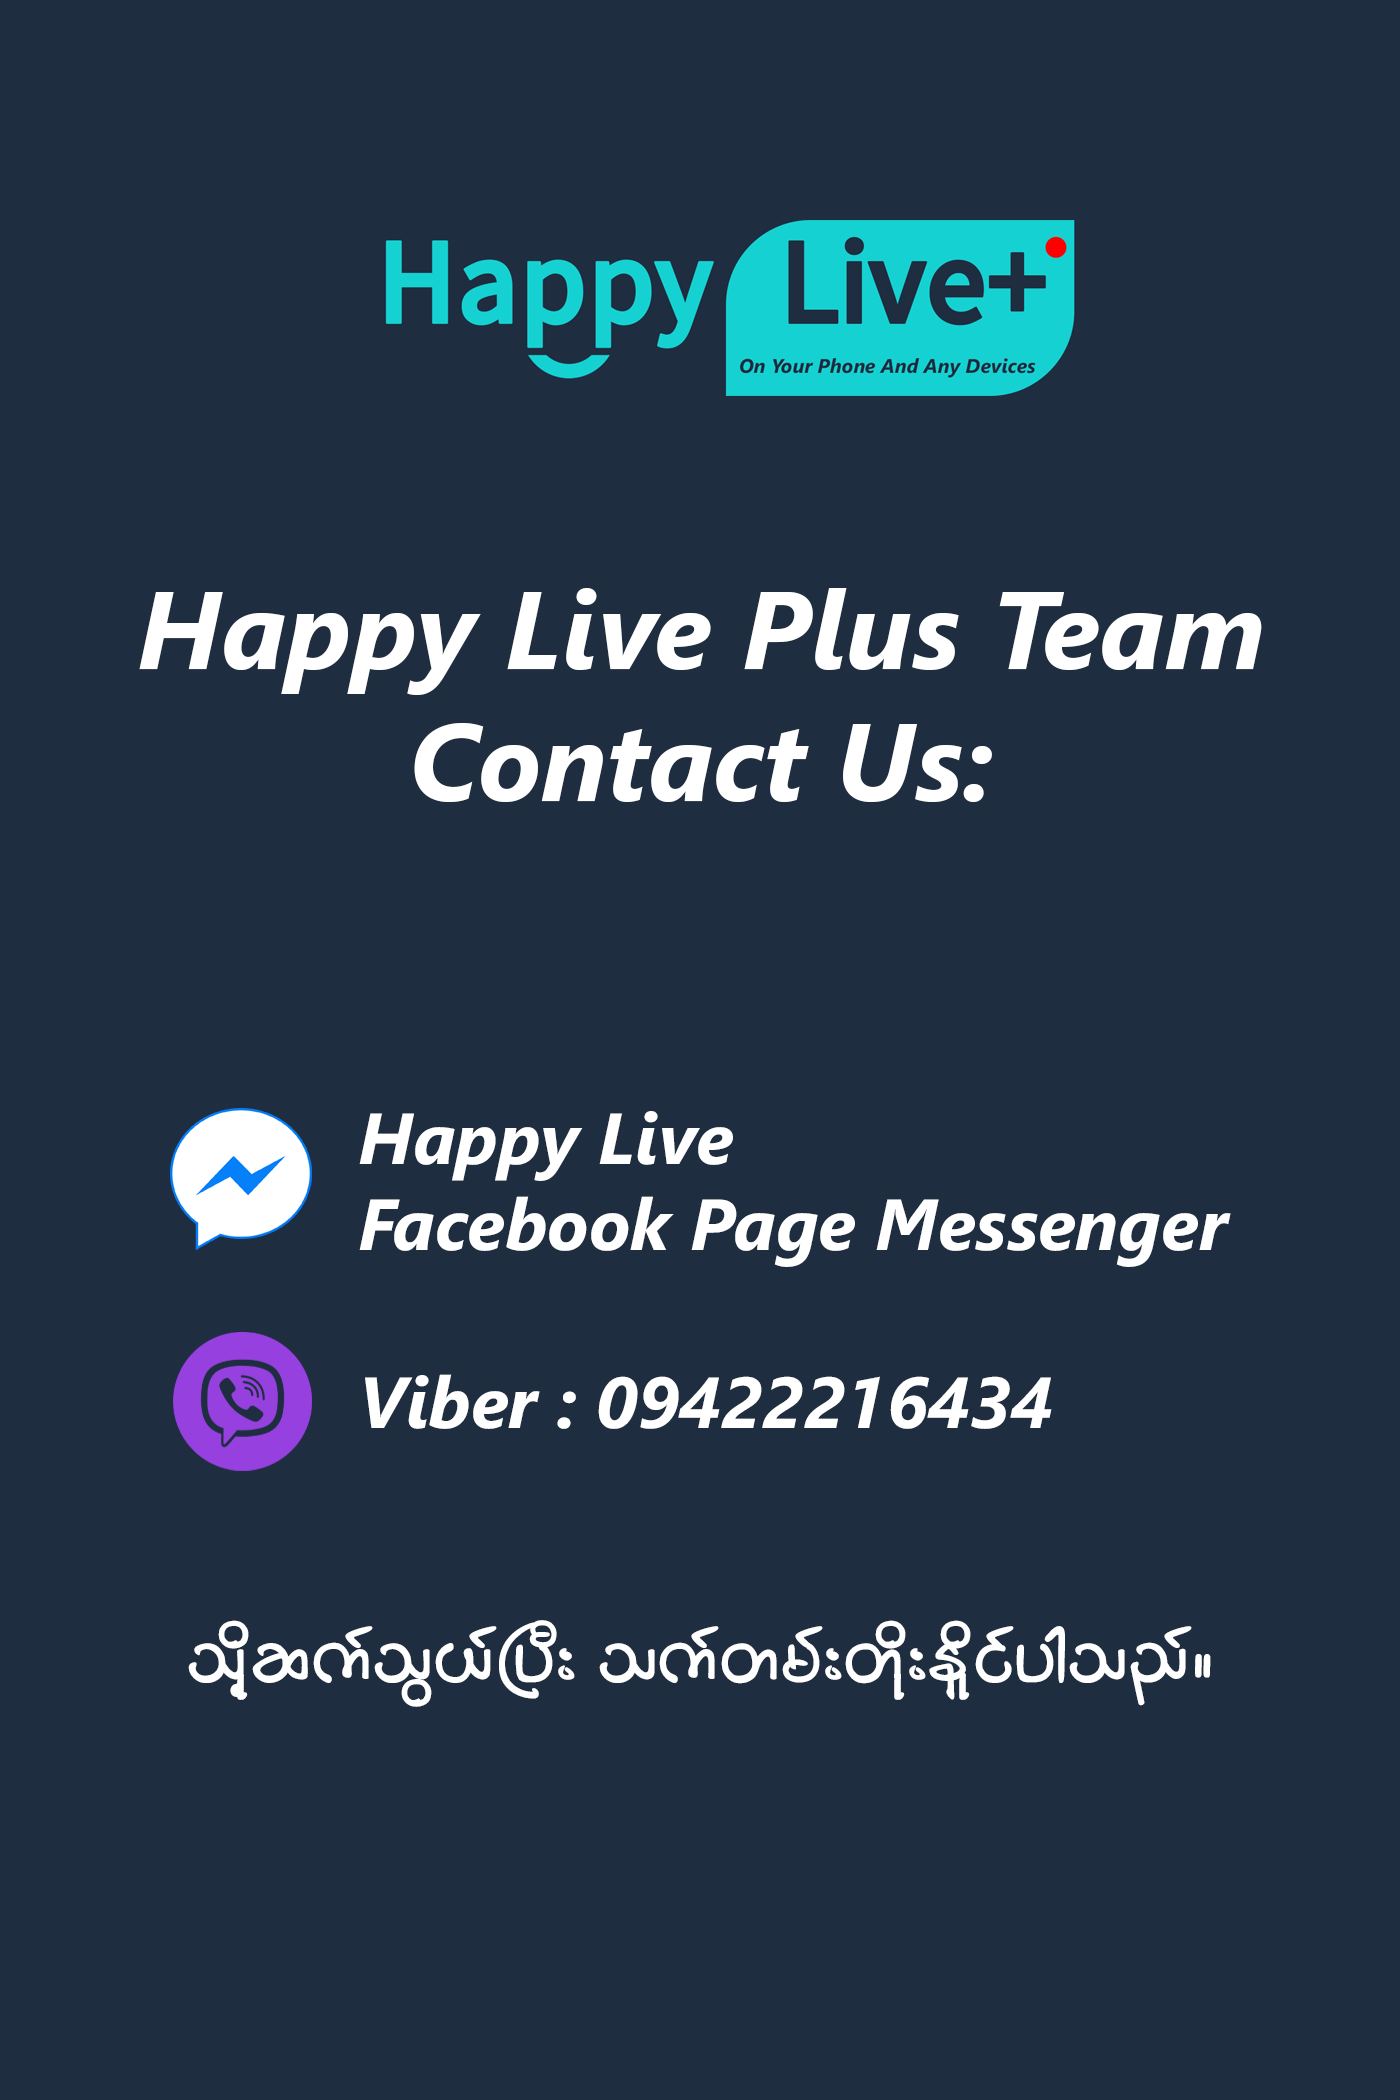 Happy Live+
On Your Phone And Any Devices
Happy Live Plus Team
Contact Us:
Happy Live
Facebook Page Messenger
Viber : 09422216434
သို့ဆက်သွယ်ပြီး သက်တမ်းတိုးနိူင်ပါသည်။